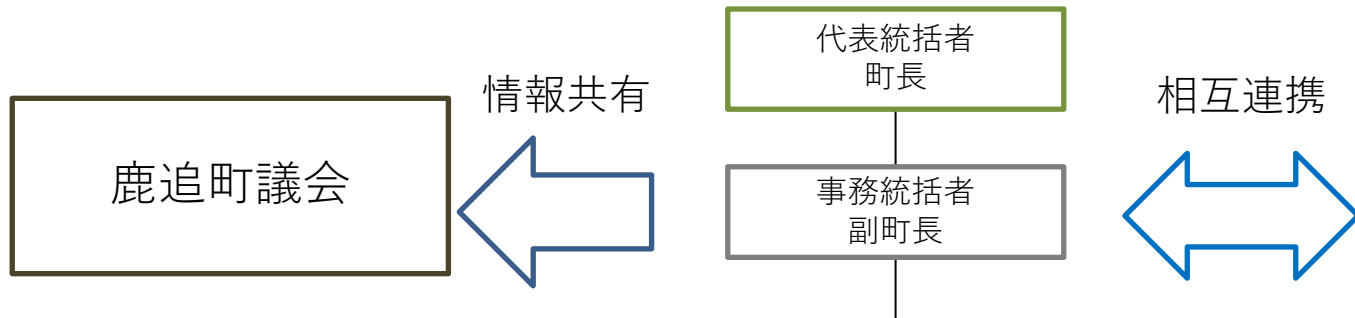 代表統括者
町長
情報共有
相互連携
鹿追町議会
事務統括者
副町長